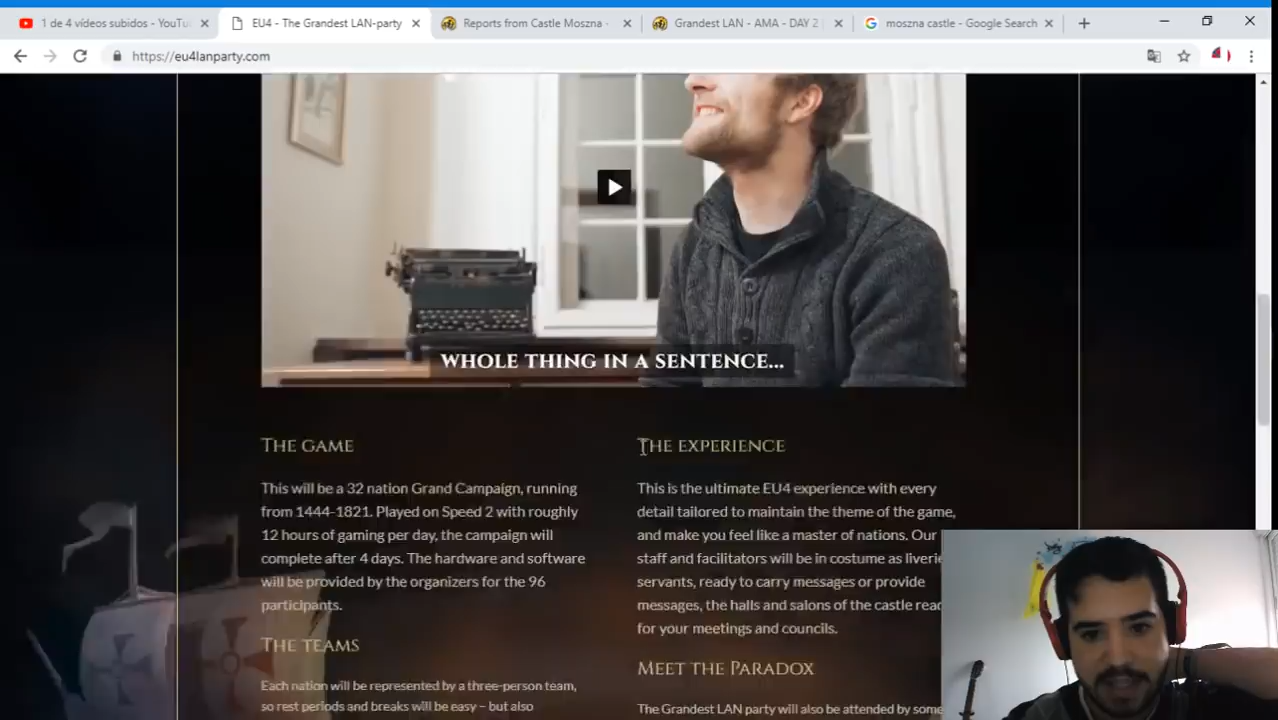 1 de 4 vídeos subidos - YouTu
EU4 - The Grandest LAN-party
Reports from Castle Moszna -
Grandest LAN - AMA - DAY 2
moszna castle - Google Search
https://eu4lanparty.com
WHOLE THING IN A SENTENCE...
THE GAME
This will be a 32 nation Grand Campaign, running
from 1444-1821. Played on Speed 2 with roughly
12 hours of gaming per day, the campaign will
complete after 4 days. The hardware and software
will be provided by the organizers for the 96
participants.
THE TEAMS
Each nation will be represented by a three-person team,
so rest periods and breaks will be easy – but also
THE EXPERIENCE
This is the ultimate EU4 experience with every
detail tailored to maintain the theme of the game,
and make you feel like a master of nations. Our
staff and facilitators will be in costume as liverie
servants, ready to carry messages or provide
messages, the halls and salons of the castle read
for your meetings and councils.
MEET THE PARADOX
The Grandest LAN party will also be attended by some